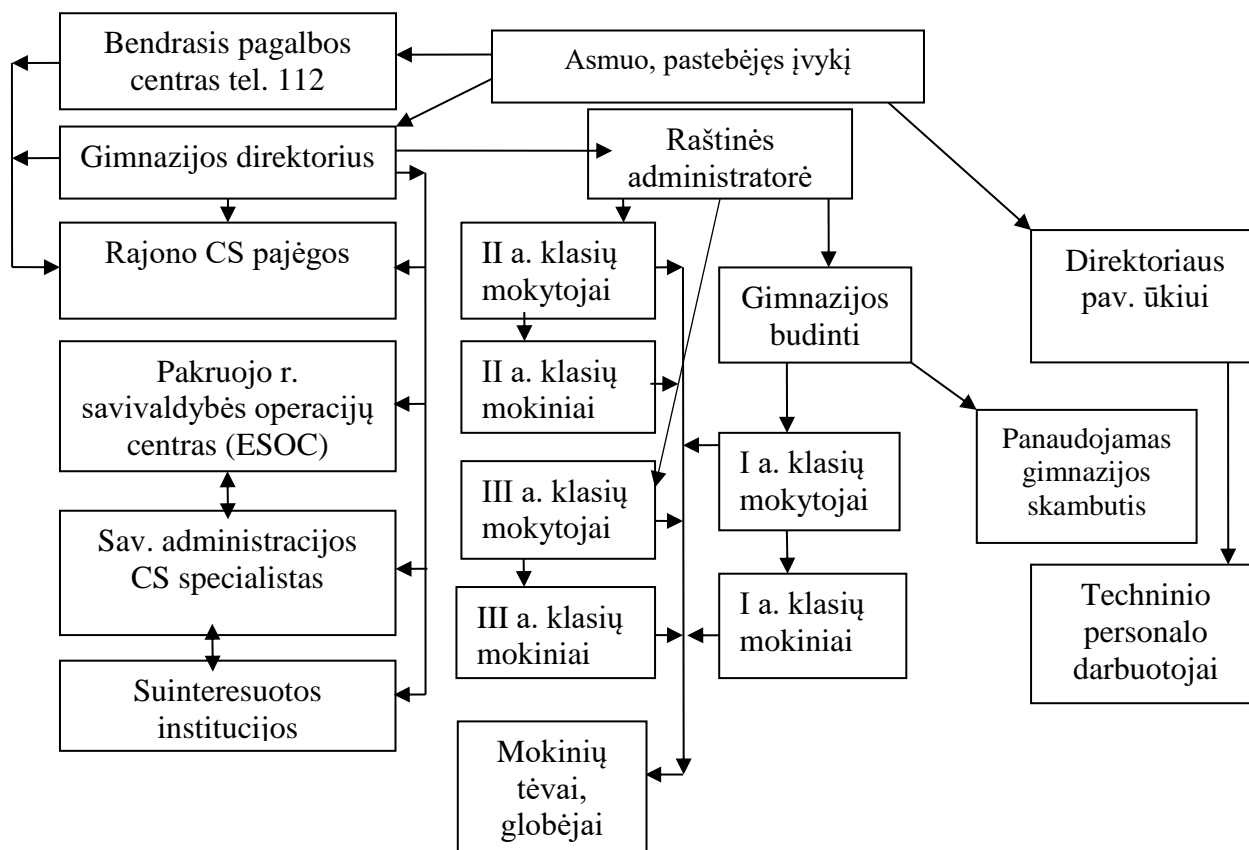 Bendrasis pagalbos
centras tel. 112
Asmuo, pastebėjęs įvykį
Gimnazijos direktorius
Raštinės
administratorė
Rajono CS pajėgos
II a. klasių
mokytojai
Gimnazijos
budinti
Direktoriaus
pav. ūkiui
Pakruojo r.
savivaldybės operacijų
centras (ESOC)
II a. klasių
mokiniai
Panaudojamas
gimnazijos
skambutis
III a. klasių
mokytojai
I a. klasių
mokytojai
Sav. administracijos
CS specialistas
III a. klasių
mokiniai
I a. klasių
mokiniai
Techninio
personalo
darbuotojai
Suinteresuotos
institucijos
Mokinių
tėvai,
globėjai